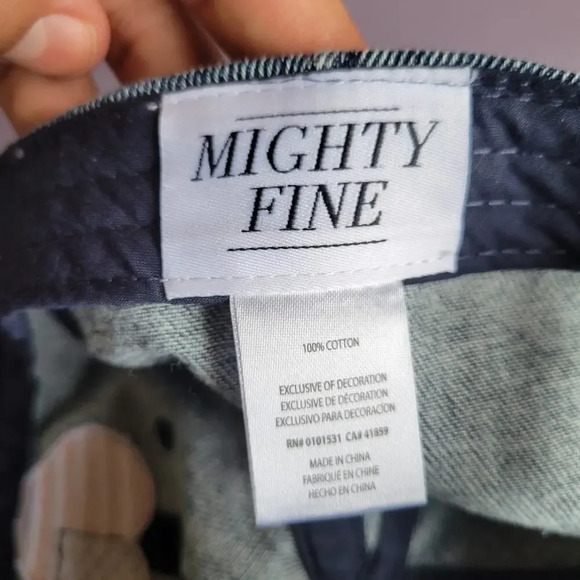 MIGHTY
FINE
100% COTTON
EXCLUSIVE OF DECORATION
EXCLUSIVE DE DÉCORATION
EXCLUSIVO PARA DECORACION
RN# 0101531 CA# 41859
MADE IN CHINA
FABRIQUÉ EN CHINE
HECHO EN CHINA